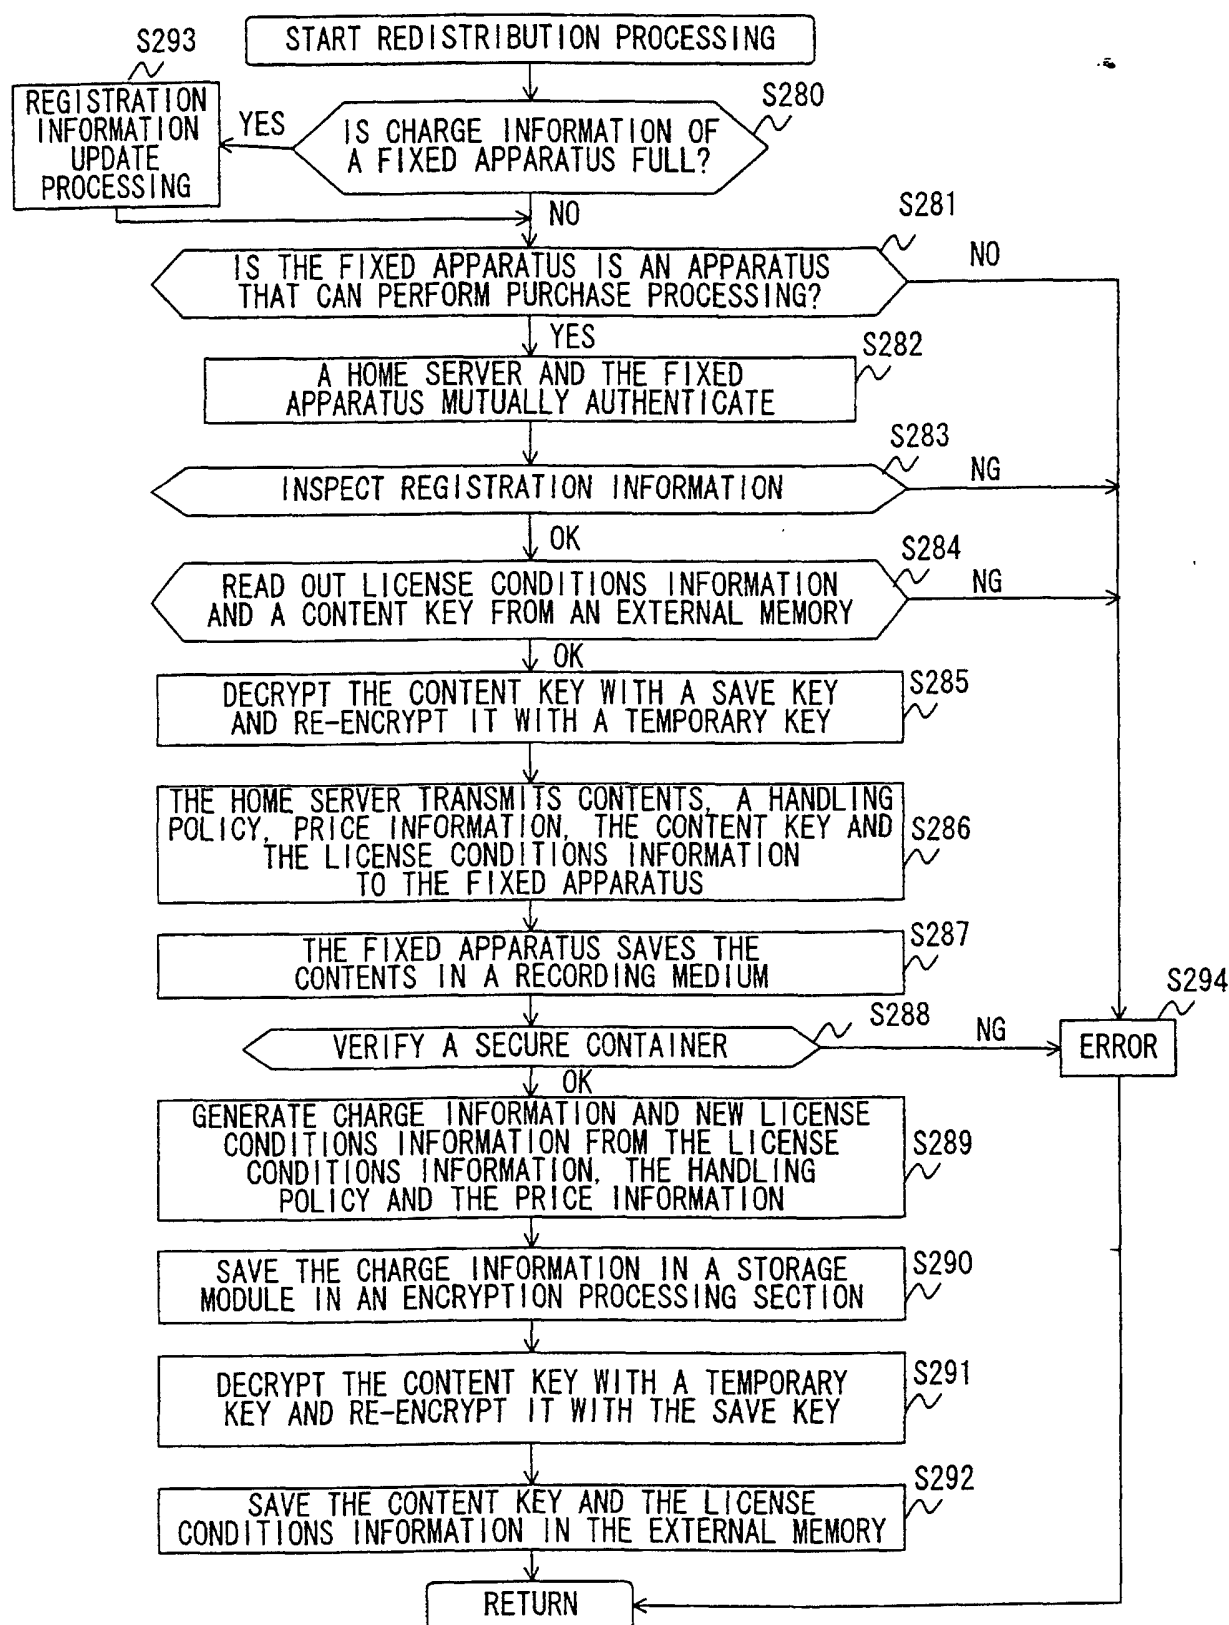 START REDISTRIBUTION PROCESSING
S293
REGISTRATION
INFORMATION
UPDATE
PROCESSING
YES
S280
IS CHARGE INFORMATION OF
A FIXED APPARATUS FULL?
NO
S281
IS THE FIXED APPARATUS IS AN APPARATUS
THAT CAN PERFORM PURCHASE PROCESSING?
NO
YES
S282
A HOME SERVER AND THE FIXED
APPARATUS MUTUALLY AUTHENTICATE
S283
INSPECT REGISTRATION INFORMATION
NG
OK
S284
READ OUT LICENSE CONDITIONS INFORMATION
AND A CONTENT KEY FROM AN EXTERNAL MEMORY
NG
OK
S285
DECRYPT THE CONTENT KEY WITH A SAVE KEY
AND RE-ENCRYPT IT WITH A TEMPORARY KEY
THE HOME SERVER TRANSMITS CONTENTS, A HANDLING
POLICY, PRICE INFORMATION, THE CONTENT KEY AND
THE LICENSE CONDITIONS INFORMATION
TO THE FIXED APPARATUS
S286
THE FIXED APPARATUS SAVES THE
CONTENTS IN A RECORDING MEDIUM
S287
S288
VERIFY A SECURE CONTAINER
NG
S294
ERROR
OK
GENERATE CHARGE INFORMATION AND NEW LICENSE
CONDITIONS INFORMATION FROM THE LICENSE
CONDITIONS INFORMATION, THE HANDLING
POLICY AND THE PRICE INFORMATION
S289
SAVE THE CHARGE INFORMATION IN A STORAGE
MODULE IN AN ENCRYPTION PROCESSING SECTION
S290
DECRYPT THE CONTENT KEY WITH A TEMPORARY
KEY AND RE-ENCRYPT IT WITH THE SAVE KEY
S291
SAVE THE CONTENT KEY AND THE LICENSE
CONDITIONS INFORMATION IN THE EXTERNAL MEMORY
S292
RETURN